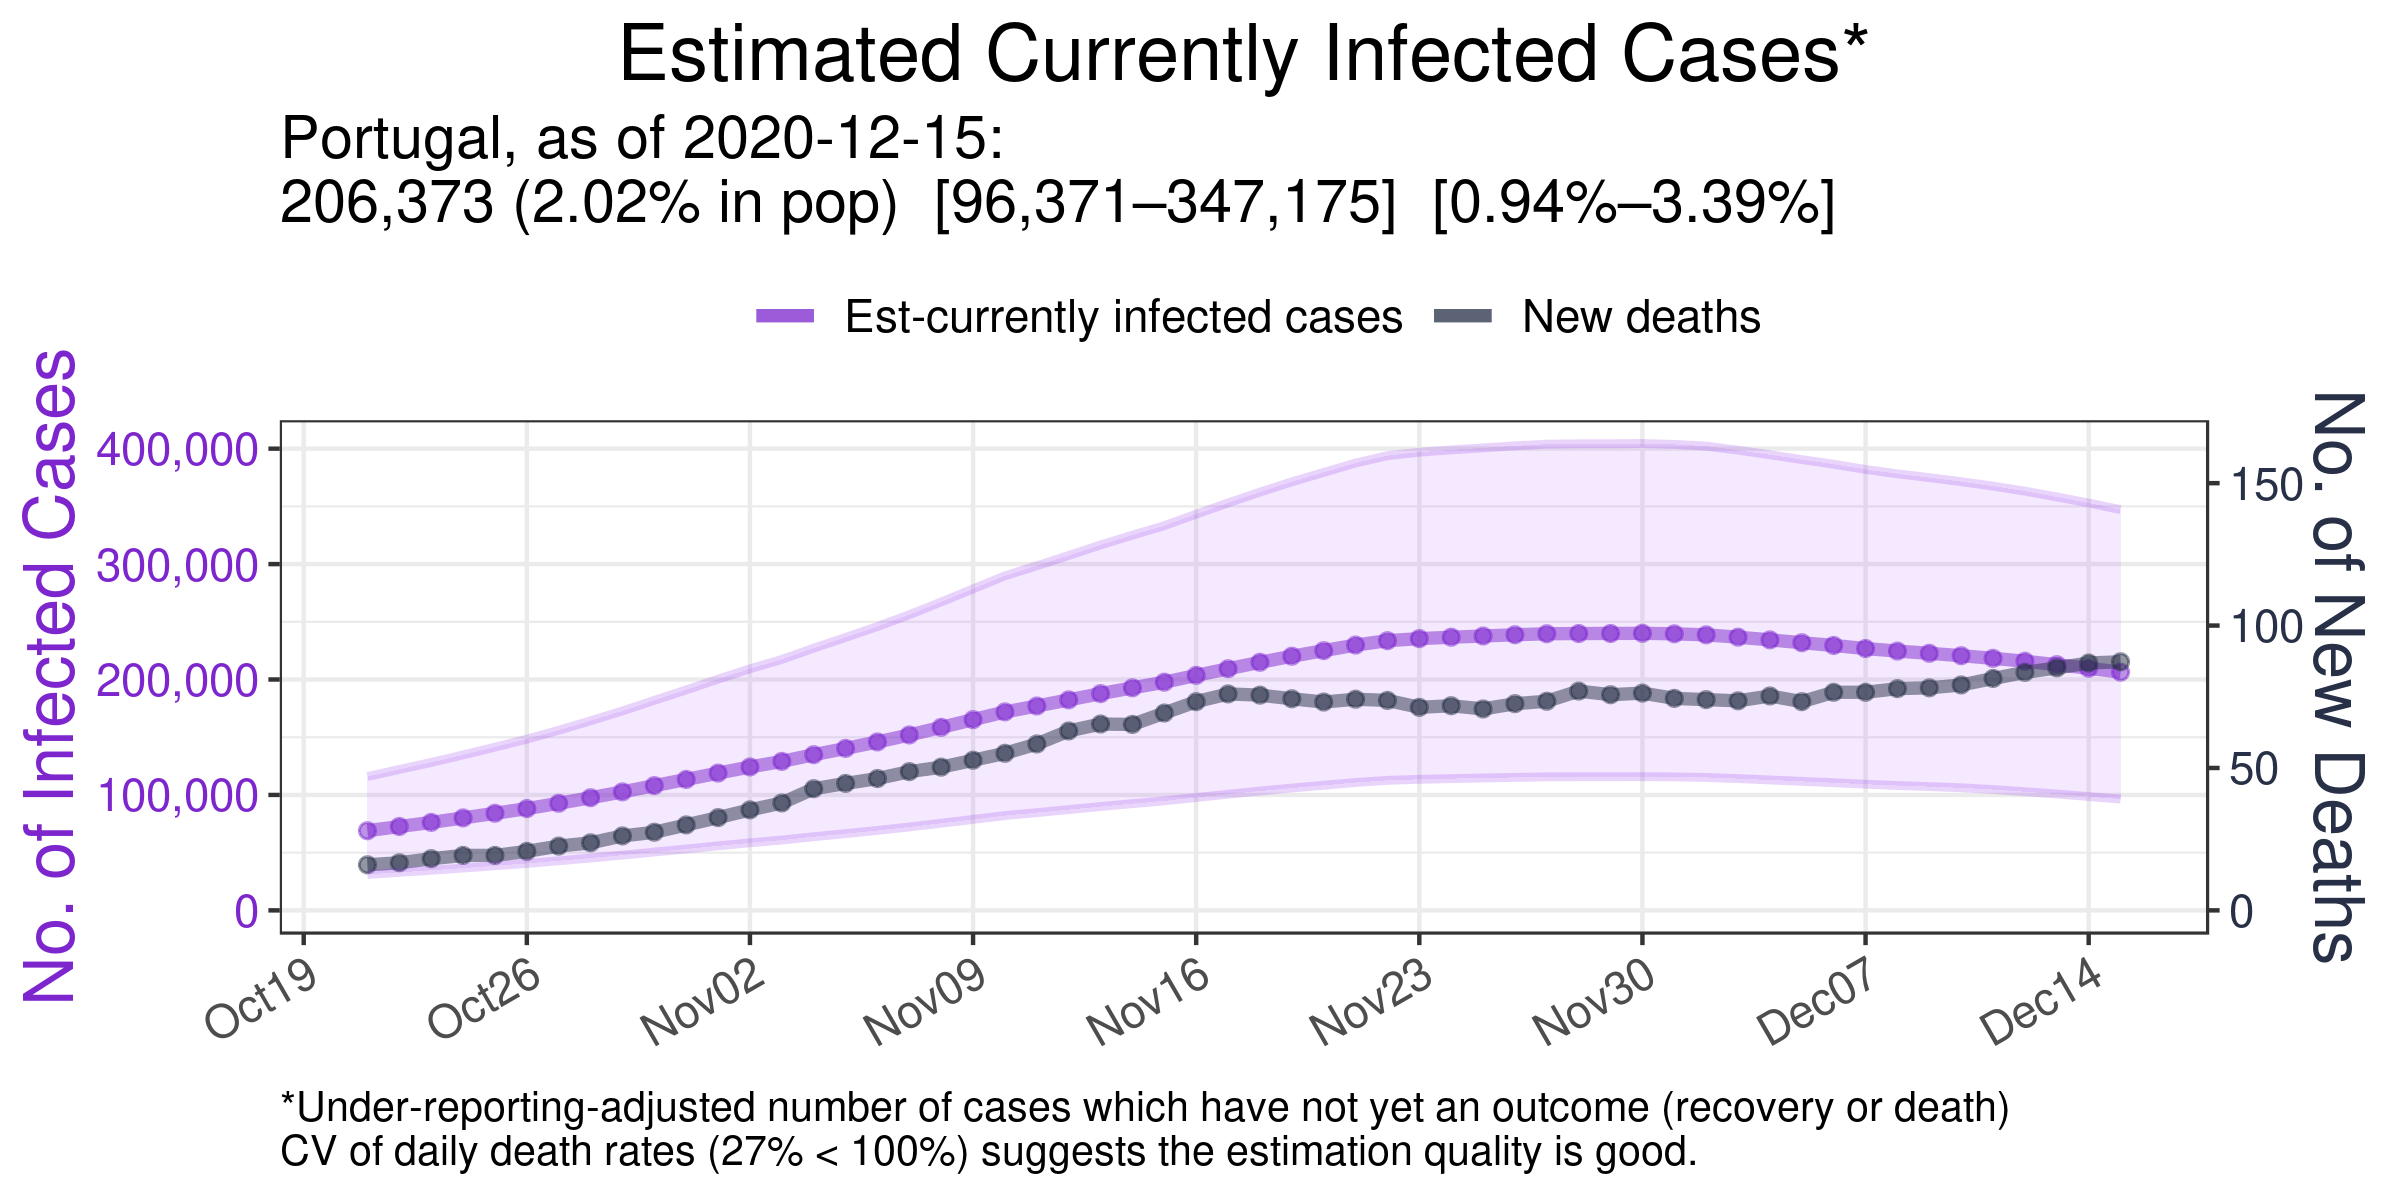 Estimated Currently Infected Cases*
Portugal, as of 2020-12-15:
206,373 (2.02% in pop) [96,371–347,175] [0.94%–3.39%]
Est-currently infected cases
New deaths
No. of Infected Cases
400,000
300,000
200,000
100,000
0
No. of New Deaths
150
100
50
0
Oct19
Oct26
Nov02
Nov09
Nov16
Nov23
Nov30
Dec07
Dec14
*Under-reporting-adjusted number of cases which have not yet an outcome (recovery or death)
CV of daily death rates (27% < 100%) suggests the estimation quality is good.